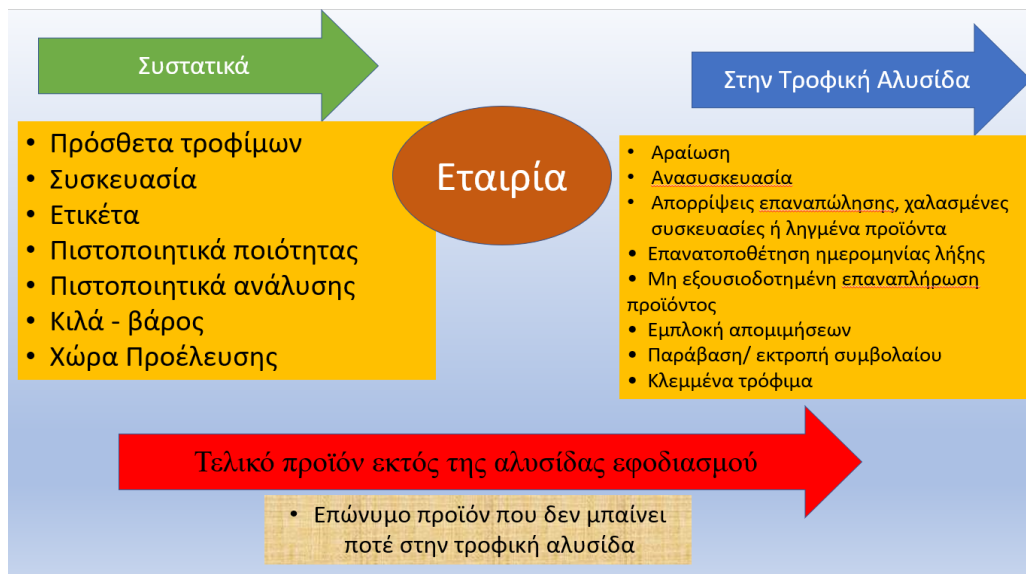 Συστατικά
• Πρόσθετα τροφίμων
• Συσκευασία
• Ετικέτα
• Πιστοποιητικά ποιότητας
• Πιστοποιητικά ανάλυσης
• Κιλά - βάρος
• Χώρα Προέλευσης
Εταιρία
Στην Τροφική Αλυσίδα
• Αραίωση
• Ανασυσκευασία
• Απορρίψεις επαναπώλησης, χαλασμένες
συσκευασίες ή ληγμένα προϊόντα
• Επανατοποθέτηση ημερομηνίας λήξης
• Μη εξουσιοδοτημένη επαναπλήρωση
προϊόντος
• Εμπλοκή απομιμήσεων
• Παράβαση/ εκτροπή συμβολαίου
• Κλεμμένα τρόφιμα
Τελικό προϊόν εκτός της αλυσίδας εφοδιασμού
• Επώνυμο προϊόν που δεν μπαίνει
ποτέ στην τροφική αλυσίδα